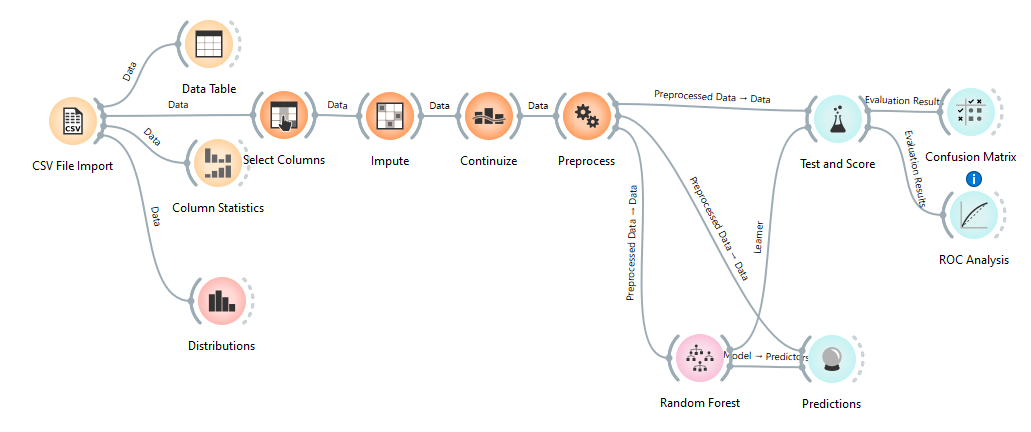 Data
Data Table
Data
CSV
CSV File Import
Data
Column Statistics
Data
Distributions
Select Columns
Data
Impute
Data
Continuize
Data
Preprocess
Preprocessed Data → Data
Preprocessed Data → Data
Preprocessed Data → Data
Learner
Test and Score
Evaluation Results
Confusion Matrix
Evaluation Results
i
ROC Analysis
Random Forest
Model → Predictors
Predictions